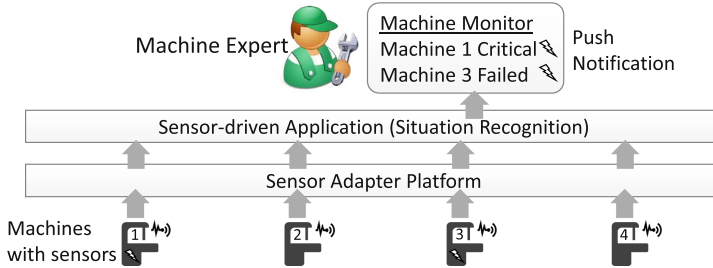 Machine Expert
Machine Monitor
Machine 1 Critical
Machine 3 Failed
Push
Notification
Sensor-driven Application (Situation Recognition)
Sensor Adapter Platform
Machines
with sensors
1
2
3
4